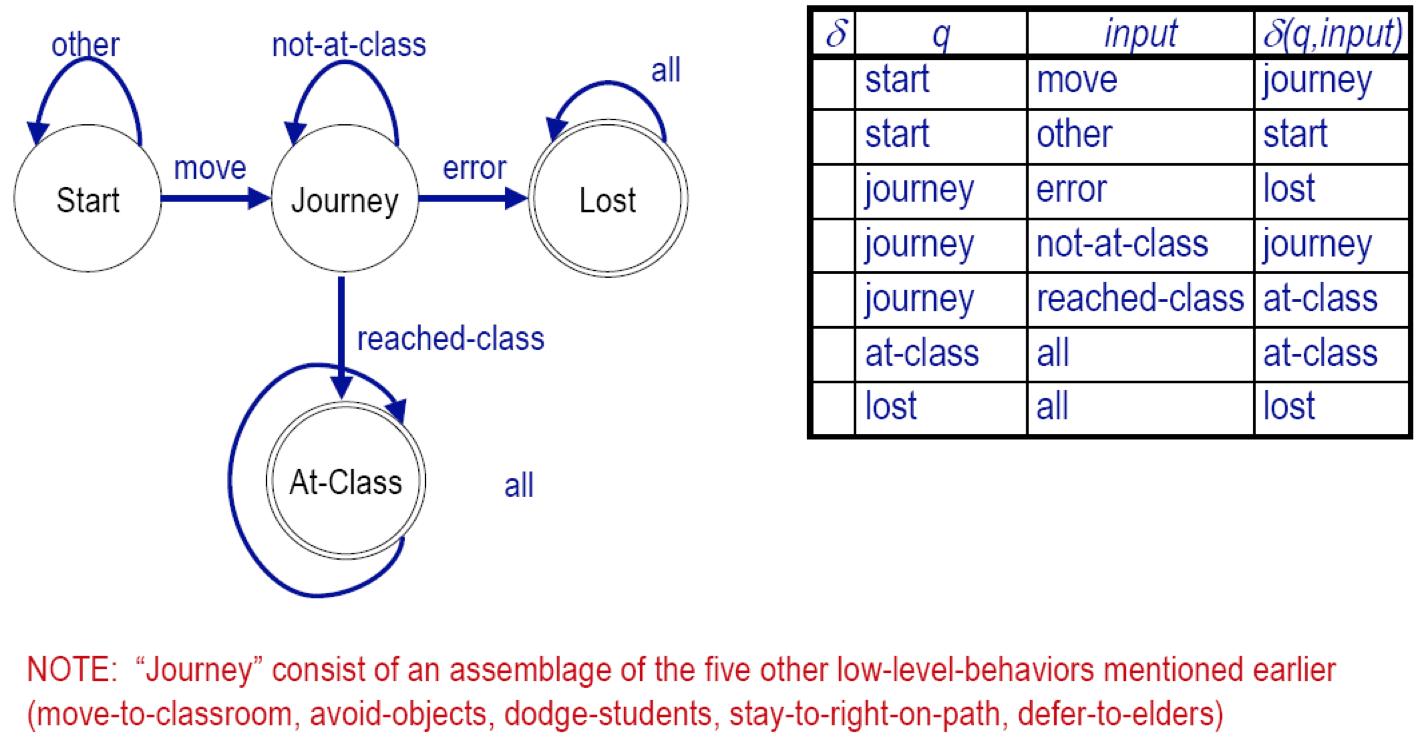 other
not-at-class
all
move
error
Start
Journey
Lost
reached-class
At-Class
all
δ q input δ(q,input)
start move journey
start other start
journey error lost
journey not-at-class journey
journey reached-class at-class
at-class all at-class
lost all lost
NOTE: “Journey” consist of an assemblage of the five other low-level-behaviors mentioned earlier
(move-to-classroom, avoid-objects, dodge-students, stay-to-right-on-path, defer-to-elders)